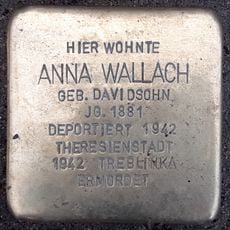 HIER WOHNTE
ANNA WALLACH
GEB. DAVIDSOHN
JG. 1881
DEPORTIERT 1942
THERESIENSTADT
1942 TREBLINKA
ERMORDET